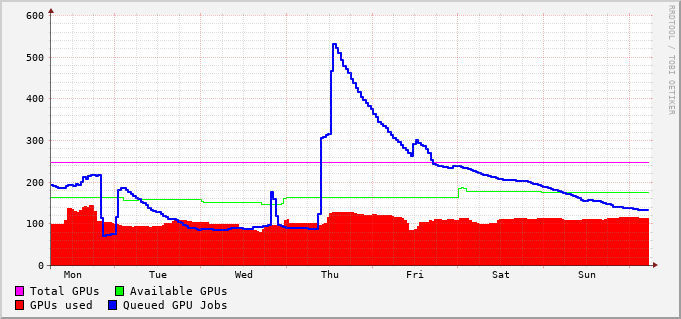 600
500
400
300
200
100
0
Mon Tue Wed Thu Fri Sat Sun
Total GPUs Available GPUs
GPUs used Queued GPU Jobs
RRDTOOL / TOBI OETIKER